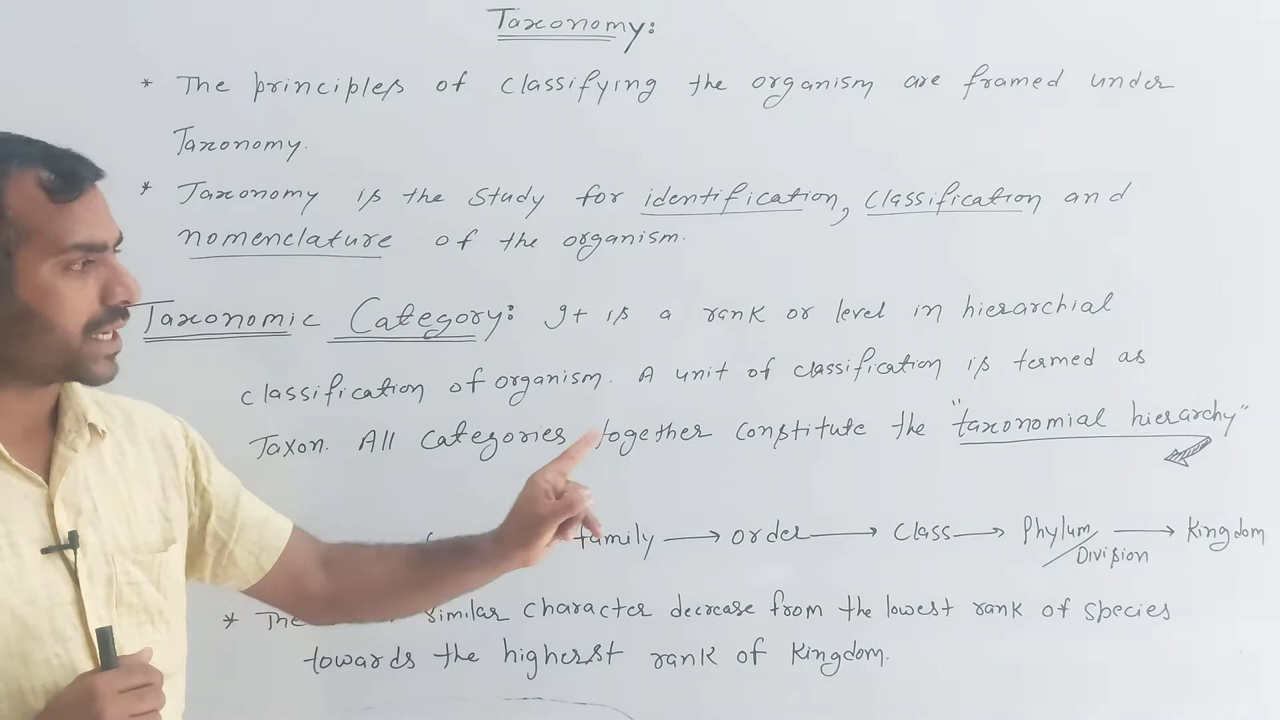 Taxonomy:
* The principles of classifying the organism are framed under
Taxonomy.
* Taxonomy is the study for identification, classification and
nomenclature of the organism.
Taxonomic Category: It is a rank or level in hierarchial
classification of organism. A unit of classification is termed as
Taxon. All categories together constitute the "taxonomial hierarchy"
family → order → Class → Phylum/Division → Kingdom
* The similar character decrease from the lowest rank of species
towards the highest rank of Kingdom.